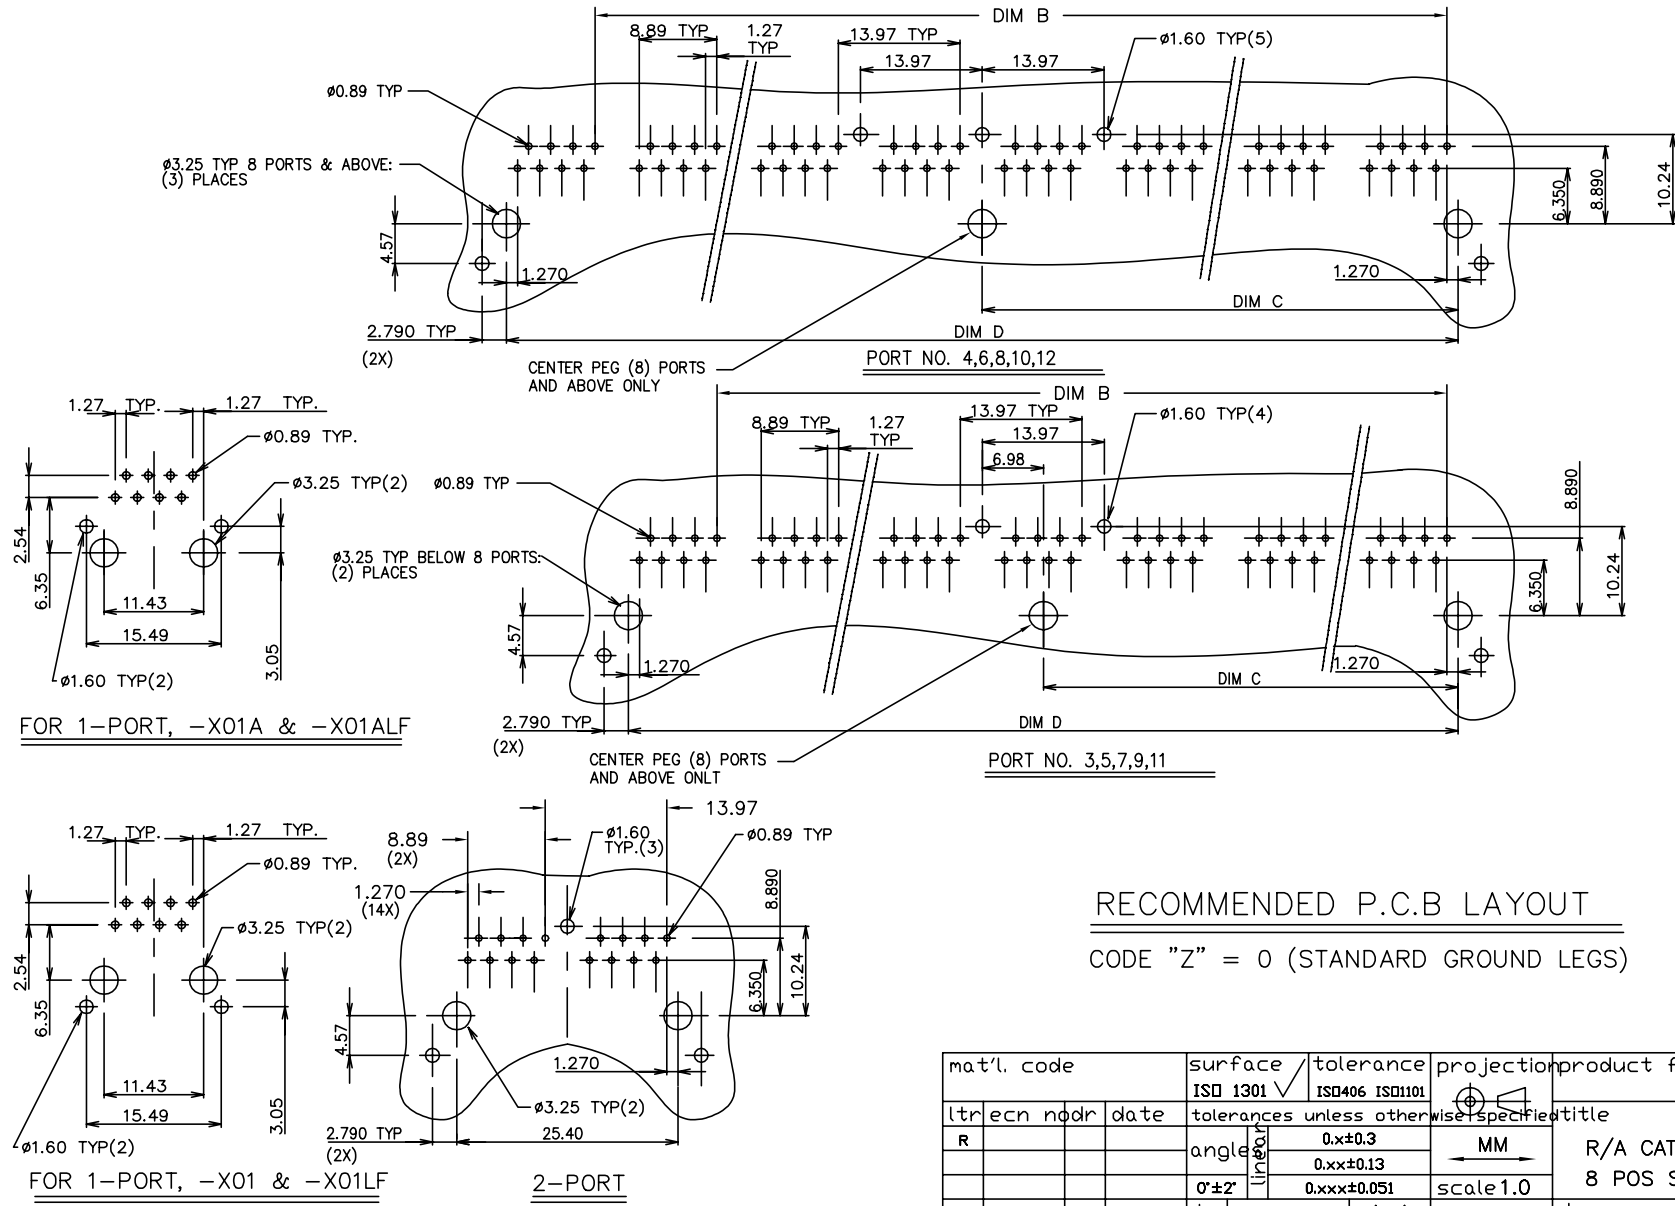 DIM B
8.89 TYP
1.27
TYP
13.97 TYP
ø1.60 TYP(5)
13.97
13.97
ø0.89 TYP
ø3.25 TYP 8 PORTS & ABOVE:
(3) PLACES
4.57
1.270
1.270
6.350
8.890
10.24
2.790 TYP
(2X)
DIM C
DIM D
CENTER PEG (8) PORTS
AND ABOVE ONLY
PORT NO. 4,6,8,10,12
DIM B
8.89 TYP
1.27
TYP
13.97 TYP
ø1.60 TYP(4)
13.97
6.98
ø0.89 TYP
ø3.25 TYP BELOW 8 PORTS:
(2) PLACES
4.57
1.270
1.270
6.350
8.890
10.24
2.790 TYP
(2X)
DIM C
DIM D
CENTER PEG (8) PORTS
AND ABOVE ONLT
PORT NO. 3,5,7,9,11
1.27 TYP.
1.27 TYP.
ø0.89 TYP.
ø3.25 TYP(2)
2.54
6.35
11.43
15.49
3.05
ø1.60 TYP(2)
FOR 1-PORT, -X01A & -X01ALF
1.27 TYP.
1.27 TYP.
ø0.89 TYP.
ø3.25 TYP(2)
2.54
6.35
11.43
15.49
3.05
ø1.60 TYP(2)
FOR 1-PORT, -X01 & -X01LF
13.97
8.89
(2X)
ø1.60
TYP.(3)
ø0.89 TYP
1.270
(14X)
8.890
6.350
10.24
4.57
1.270
ø3.25 TYP(2)
2.790 TYP
(2X)
25.40
2-PORT
RECOMMENDED P.C.B LAYOUT
CODE "Z" = 0 (STANDARD GROUND LEGS)
mat'l. code
surface
ISO 1301
tolerance
ISO406 ISO1101
projection
product f
ltr
ecn no
dr
date
tolerances unless otherwise specified
title
R
angles
linear
0.x±0.3
0.xx±0.13
0°±2°
0.xxx±0.051
MM
scale 1.0
R/A CAT
8 POS S